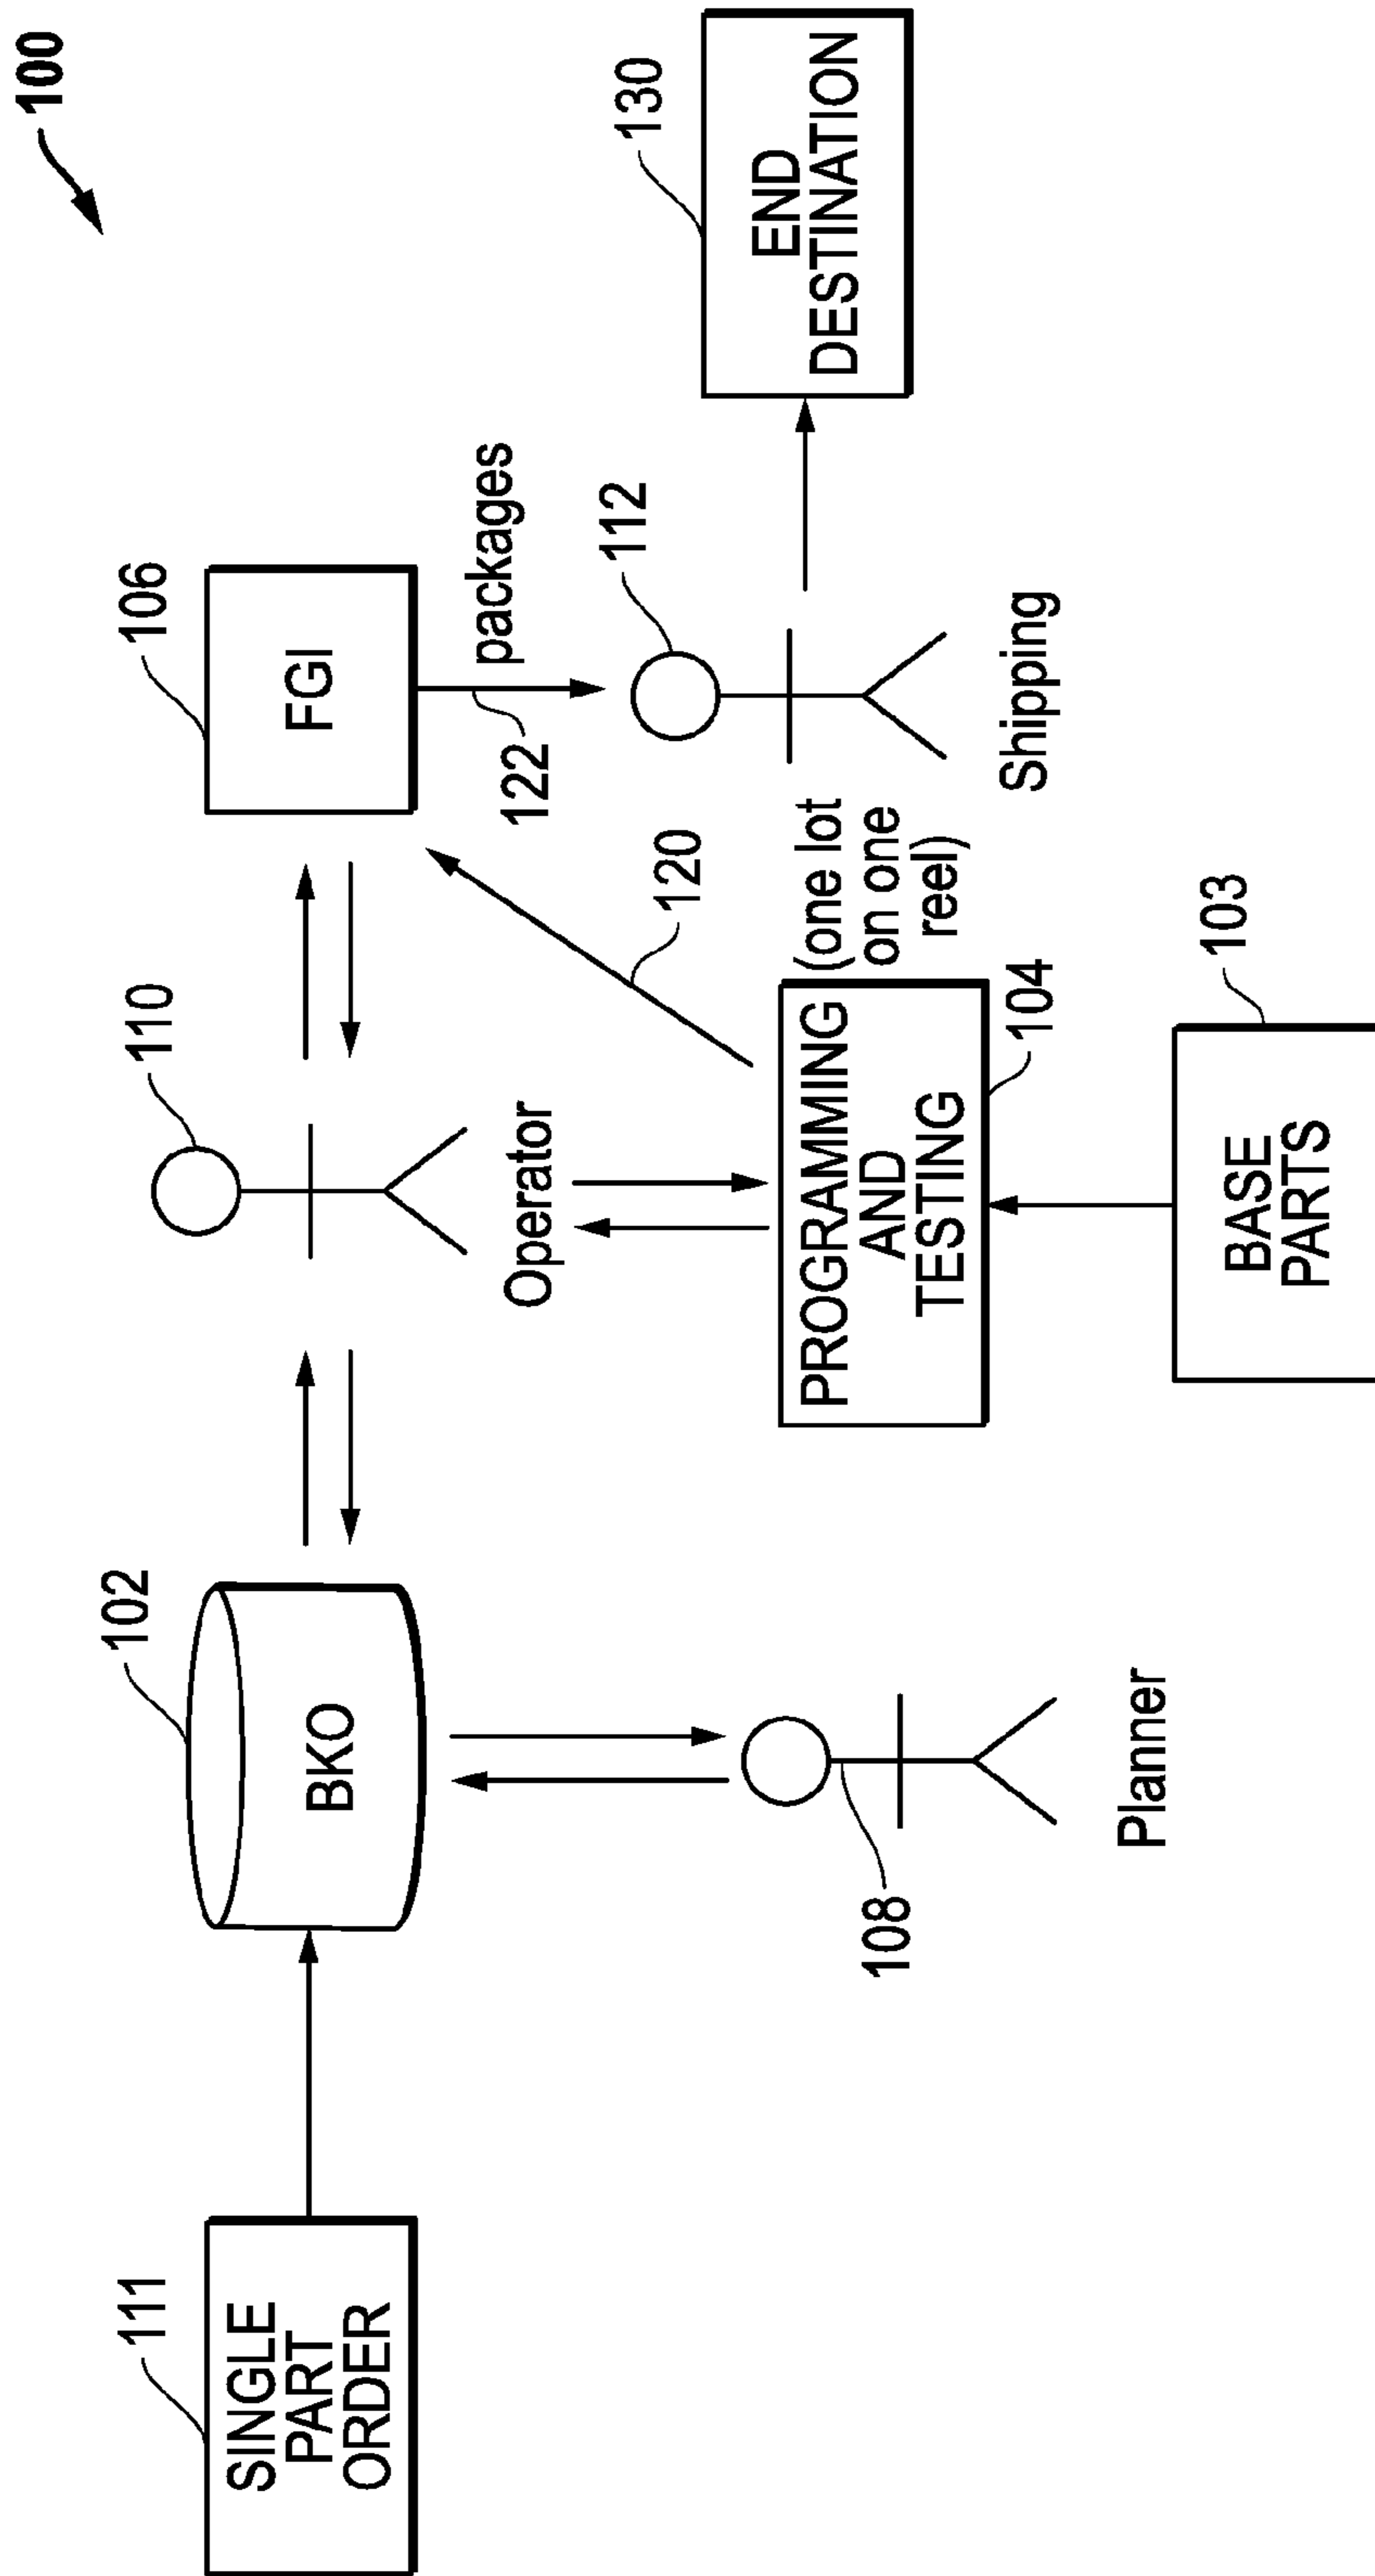 100
111
SINGLE
PART
ORDER
102
BKO
108
Planner
110
Operator
106
FGI
122
packages
120
(one lot
on one
reel)
PROGRAMMING
AND
TESTING
104
103
BASE
PARTS
112
Shipping
130
END
DESTINATION